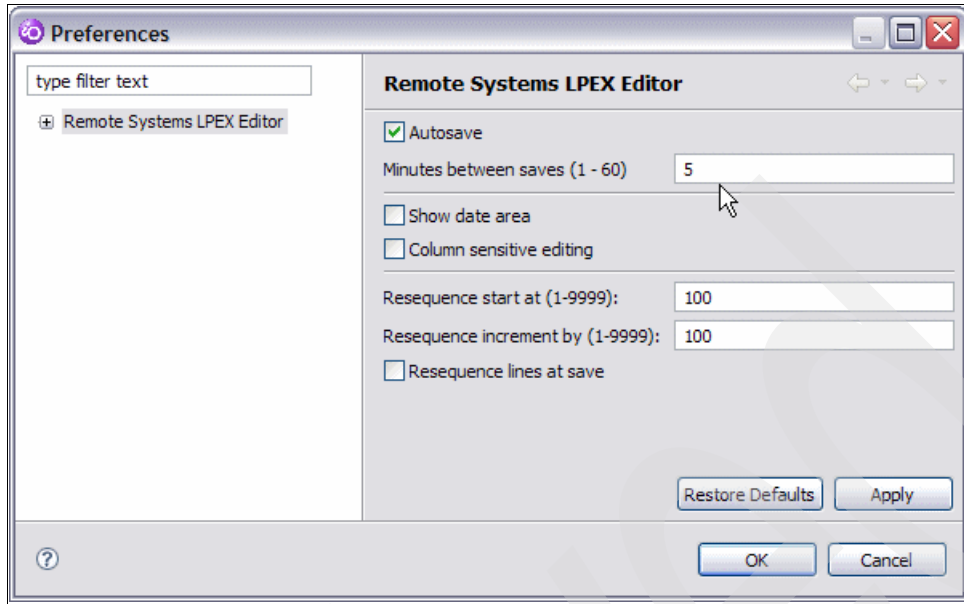 Preferences
type filter text
Remote Systems LPEX Editor
Remote Systems LPEX Editor
Autosave
Minutes between saves (1 - 60) 5
Show date area
Column sensitive editing
Resequence start at (1-9999): 100
Resequence increment by (1-9999): 100
Resequence lines at save
Restore Defaults Apply
? OK Cancel